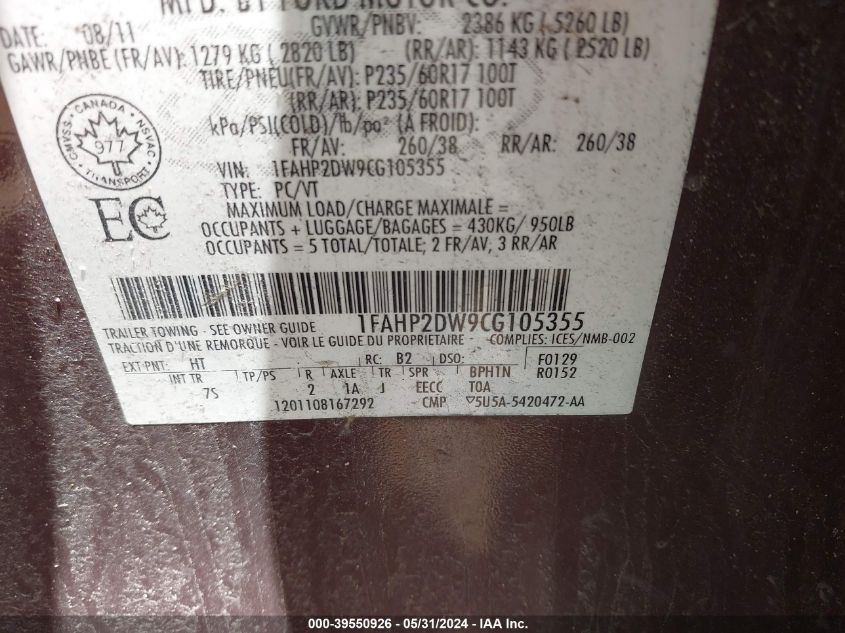 MFD. BY FORD MOTOR CO.
DATE: 08/11 GVWR/PNBV: 2386 KG ( 5260 LB)
GAWR/PNBE (FR/AV): 1279 KG ( 2820 LB) (RR/AR): 1143 KG ( 2520 LB)
TIRE/PNEU(FR/AV): P235/60R17 100T
(RR/AR): P235/60R17 100T
kPa/PSI(COLD)/lb/po² (A FROID):
FR/AV: 260/38 RR/AR: 260/38
VIN: 1FAHP2DW9CG105355
TYPE: PC/VT
MAXIMUM LOAD/CHARGE MAXIMALE =
OCCUPANTS + LUGGAGE/BAGAGES = 430KG/ 950LB
OCCUPANTS = 5 TOTAL/TOTALE; 2 FR/AV, 3 RR/AR
CANADA
CMVSS NSVAC
977
TRANSPORT
EC
1FAHP2DW9CG105355
TRAILER TOWING - SEE OWNER GUIDE
TRACTION D'UNE REMORQUE - VOIR LE GUIDE DU PROPRIETAIRE COMPLIES: ICES/NMB-002
EXT PNT: HT RC: B2 DSO: F0129
INT TR TP/PS R AXLE TR SPR BPHTN R0152
7S 2 1A J EECC TOA
1201108167292 CMP ▽5U5A-5420472-AA
000-39550926 - 05/31/2024 - IAA Inc.